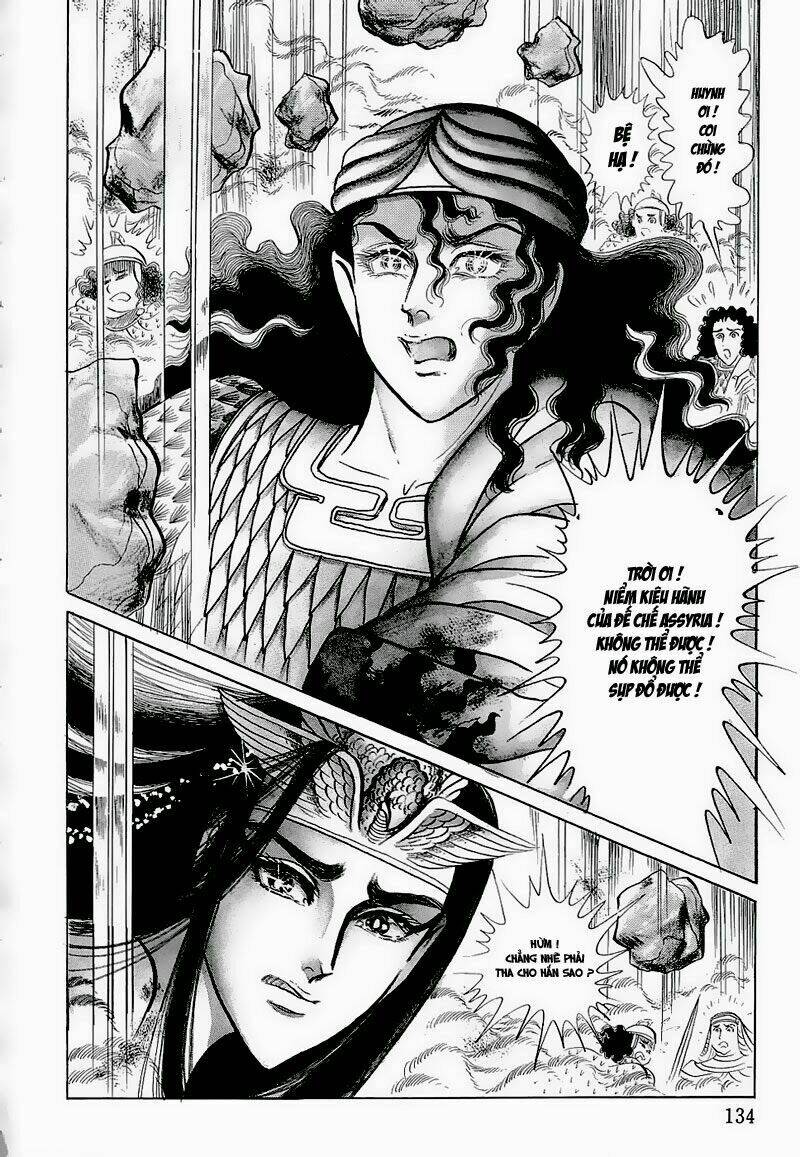 HUYNH
ƠI !
COI
CHỪNG
ĐÓ !
BỆ
HẠ !
TRỜI ƠI !
NIỀM KIÊU HÃNH
CỦA ĐẾ CHẾ ASSYRIA !
KHÔNG THỂ ĐƯỢC !
NÓ KHÔNG THỂ
SỤP ĐỔ ĐƯỢC !
HỪM !
CHẲNG NHẼ PHẢI
THA CHO HẮN SAO ?
134